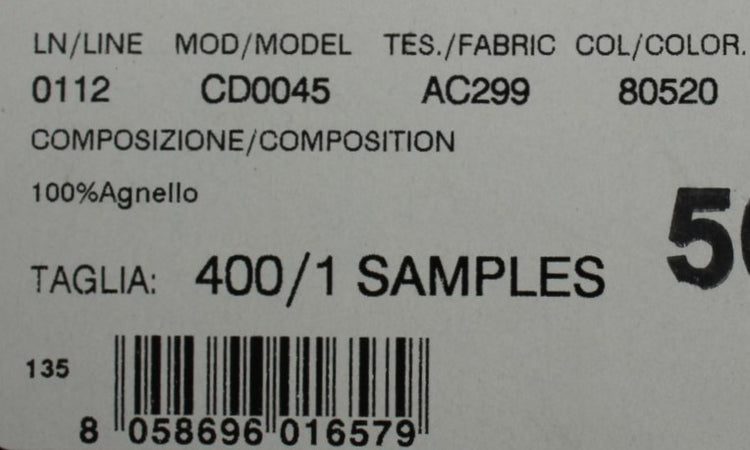 LN/LINE MOD/MODEL TES./FABRIC COL/COLOR.
0112 CD0045 AC299 80520
COMPOSIZIONE/COMPOSITION
100%Agnello
TAGLIA: 400/1 SAMPLES
135
8 058696 016579